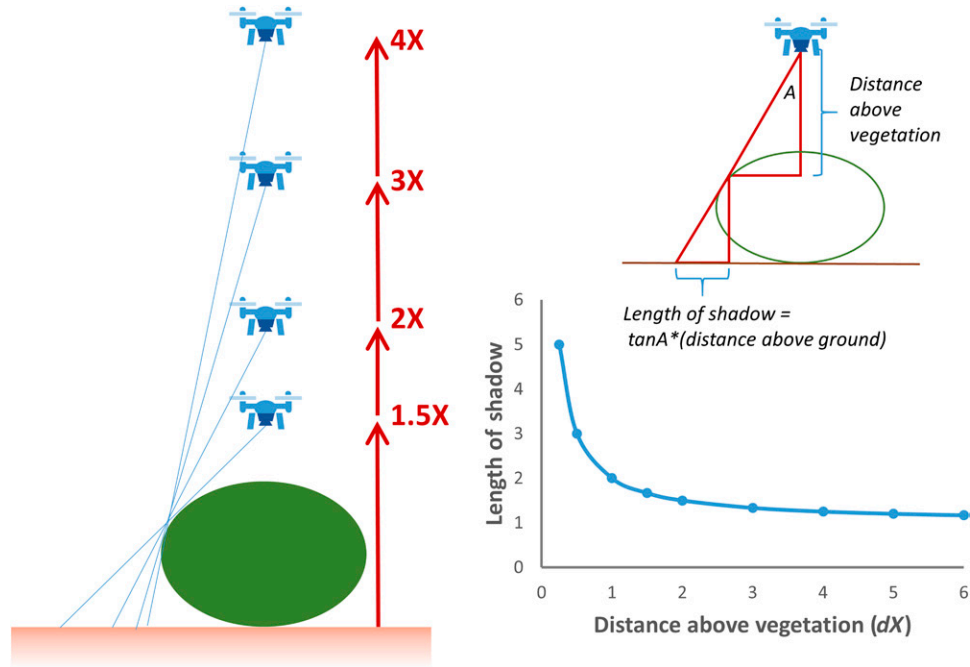 4X
3X
2X
1.5X
A
Distance
above
vegetation
Length of shadow =
tanA*(distance above ground)
Length of shadow
6
5
4
3
2
1
0
0 1 2 3 4 5 6
Distance above vegetation (dX)